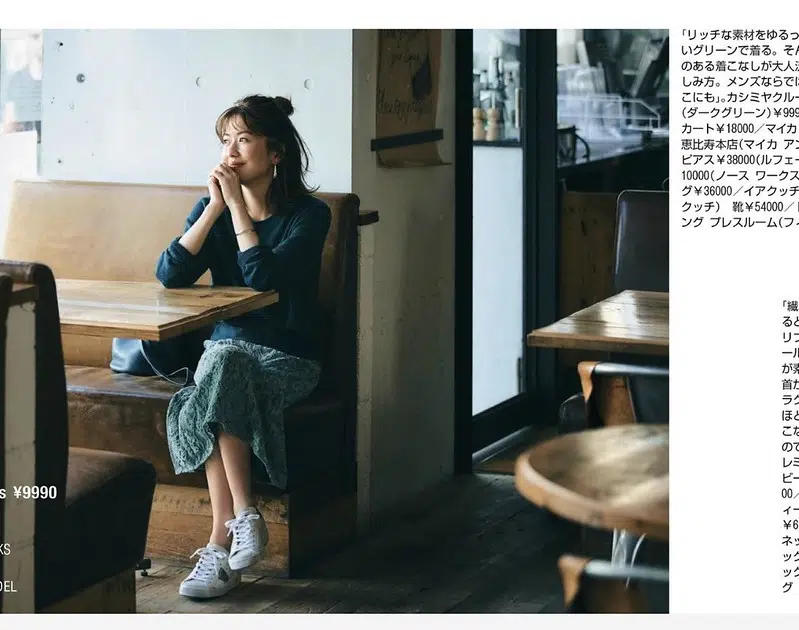 s ¥9990
KS
DEL
「リッチな素材をゆるっ
いグリーンで着る。そん
のある着こなしが大人
しみ方。メンズならでは
こにも」。カシミヤクルー
(ダークグリーン)¥999
カート¥18000／マイカ
恵比寿本店(マイカ アン
ピアス¥38000(ルフェー
10000(ノース ワークス
グ¥36000／イアクッチ
クッチ) 靴¥54000／
ング プレスルーム(フィ
「繊
ると
リブ
ール
が素
首か
ラク
ほど
こな
ので
レミ
ビー
00／
ィー
¥6
ネッ
ック
ック
グ